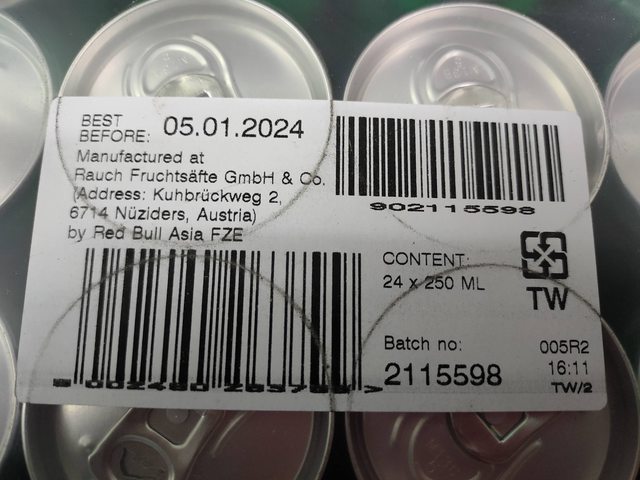 BEST
BEFORE: 05.01.2024
Manufactured at
Rauch Fruchtsäfte GmbH & Co.
(Address: Kuhbrückweg 2,
6714 Nüziders, Austria)
by Red Bull Asia FZE
902115598
CONTENT:
24 x 250 ML
TW
Batch no: 005R2
2115598 16:11
TW/2